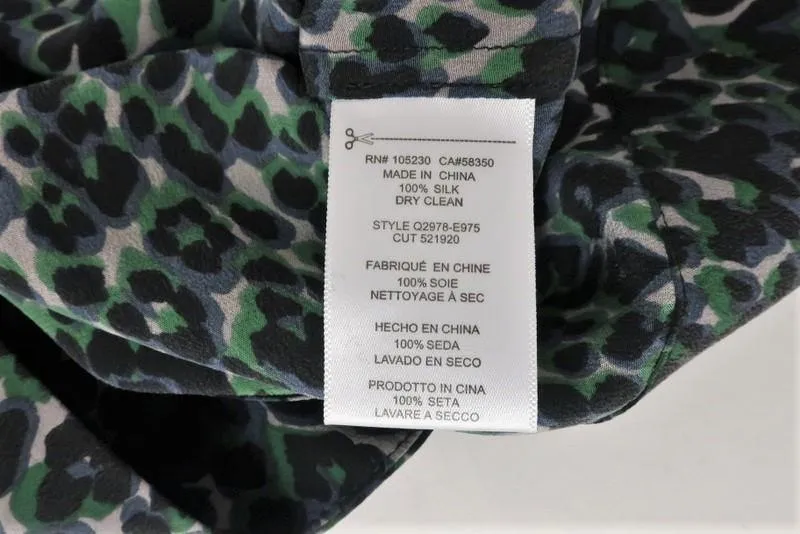 RN# 105230 CA#58350
MADE IN CHINA
100% SILK
DRY CLEAN
STYLE Q2978-E975
CUT 521920
FABRIQUÉ EN CHINE
100% SOIE
NETTOYAGE À SEC
HECHO EN CHINA
100% SEDA
LAVADO EN SECO
PRODOTTO IN CINA
100% SETA
LAVARE A SECCO